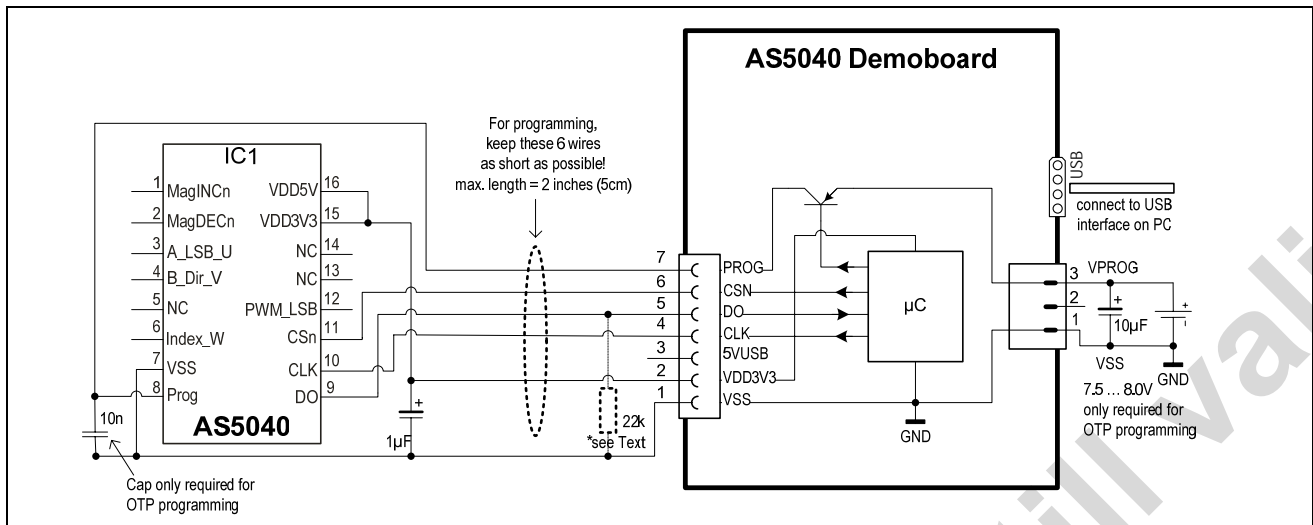 AS5040 Demoboard
For programming,
keep these 6 wires
as short as possible!
max. length = 2 inches (5cm)
IC1
1 MagINCn
2 MagDECn
3 A_LSB_U
4 B_Dir_V
5 NC
6 Index_W
7 VSS
8 Prog
VDD5V 16
VDD3V3 15
NC 14
NC 13
PWM_LSB 12
CSn 11
CLK 10
DO 9
AS5040
10n
Cap only required for
OTP programming
1µF
+
22k
*see Text
7 PROG
6 CSN
5 DO
4 CLK
3 5VUSB
2 VDD3V3
1 VSS
µC
GND
USB
connect to USB
interface on PC
3 VPROG
2
1
+
10µF
+
-
VSS
GND
7.5 ... 8.0V
only required for
OTP programming
till vali